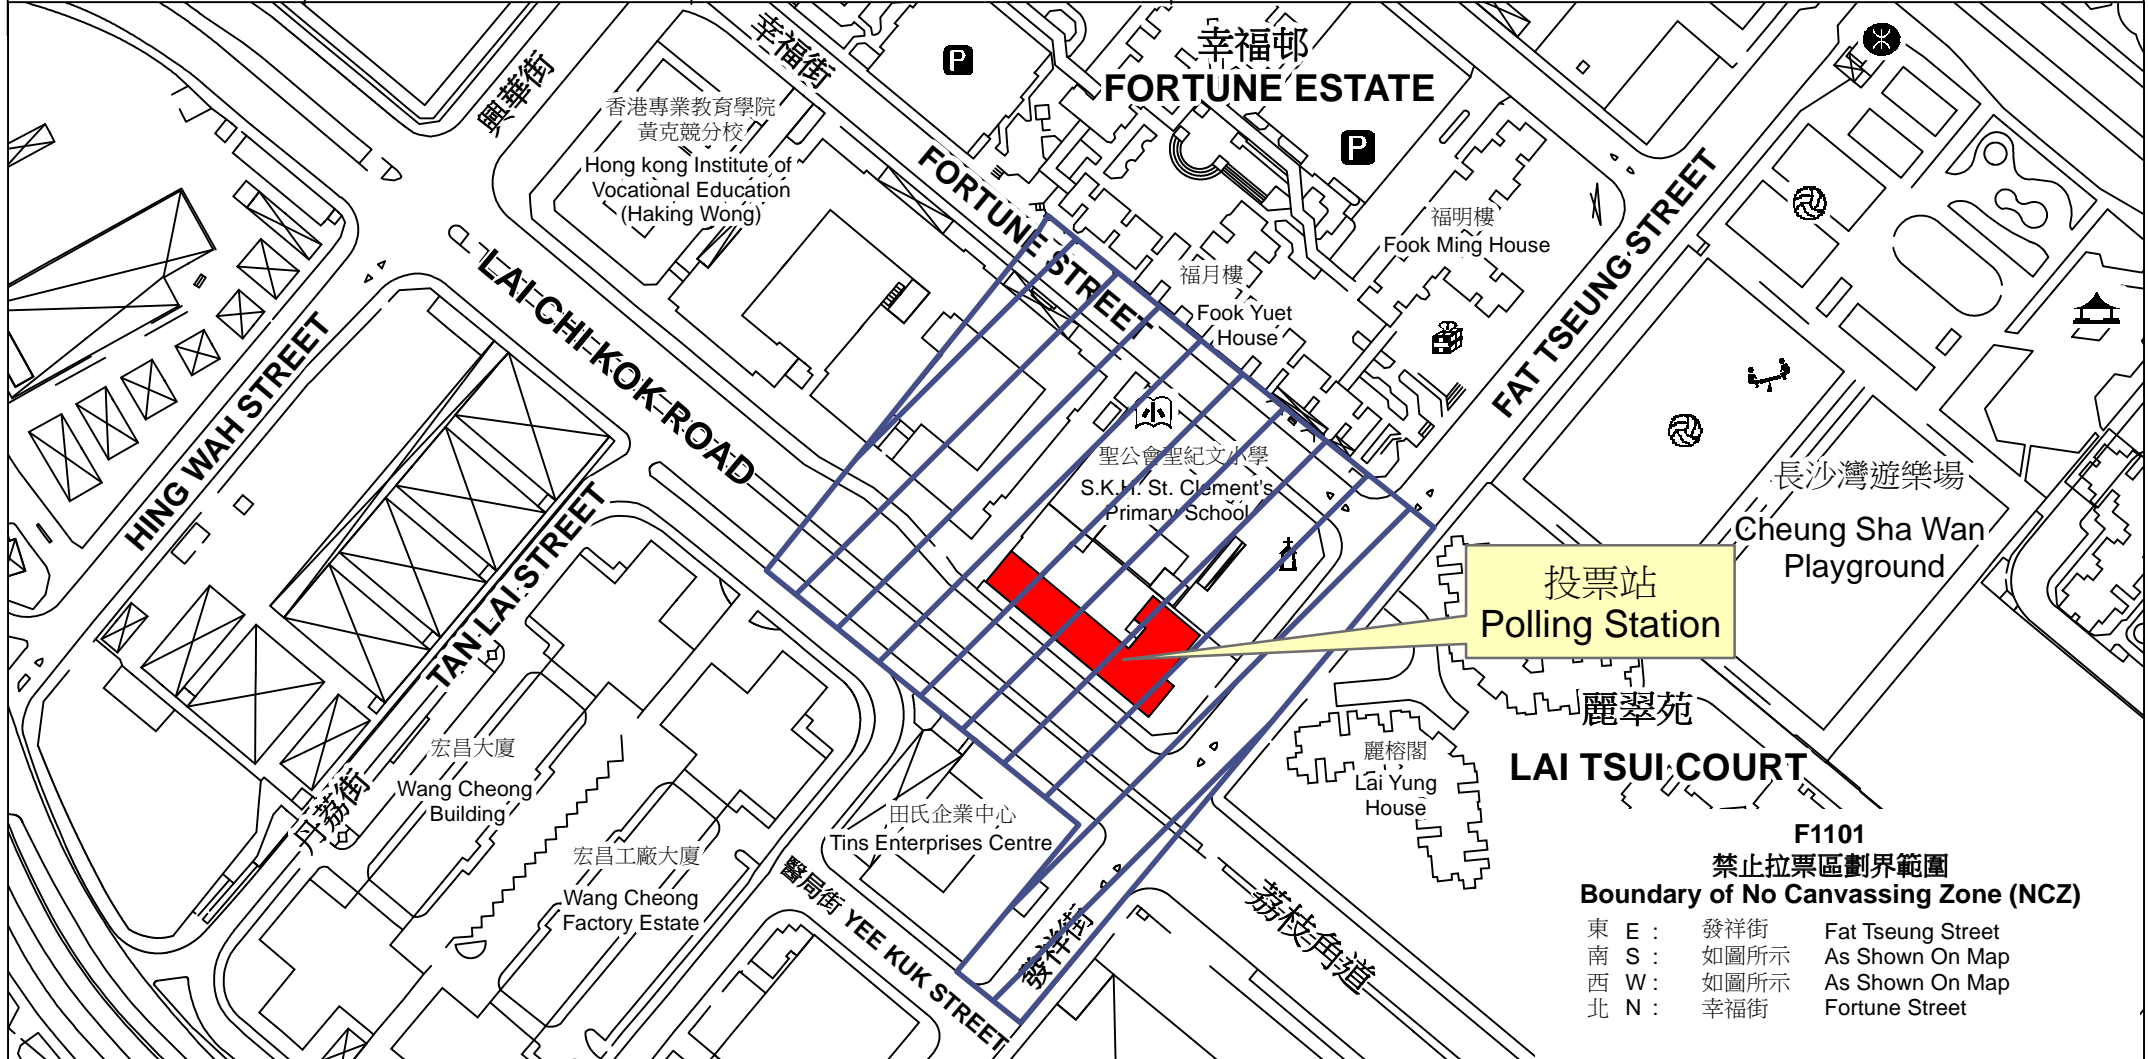 幸福街
興華街
香港專業教育學院
黃克競分校
Hong kong Institute of
Vocational Education
(Haking Wong)
P
幸福邨
FORTUNE ESTATE
P
FORTUNE STREET
LAI CHI KOK ROAD
HING WAH STREET
TAN LAI STREET
FAT TSEUNG STREET
福明樓
Fook Ming House
福月樓
Fook Yuet
House
小
聖公會聖紀文小學
S.K.H. St. Clement's
Primary School
長沙灣遊樂場
Cheung Sha Wan
Playground
投票站
Polling Station
麗翠苑
LAI TSUI COURT
麗榕閣
Lai Yung
House
宏昌大廈
Wang Cheong
Building
丹荔街
宏昌工廠大廈
Wang Cheong
Factory Estate
田氏企業中心
Tins Enterprises Centre
醫局街 YEE KUK STREET
發祥街
荔枝角道
F1101
禁止拉票區劃界範圍
Boundary of No Canvassing Zone (NCZ)
東 E : 發祥街 Fat Tseung Street
南 S : 如圖所示 As Shown On Map
西 W : 如圖所示 As Shown On Map
北 N : 幸福街 Fortune Street